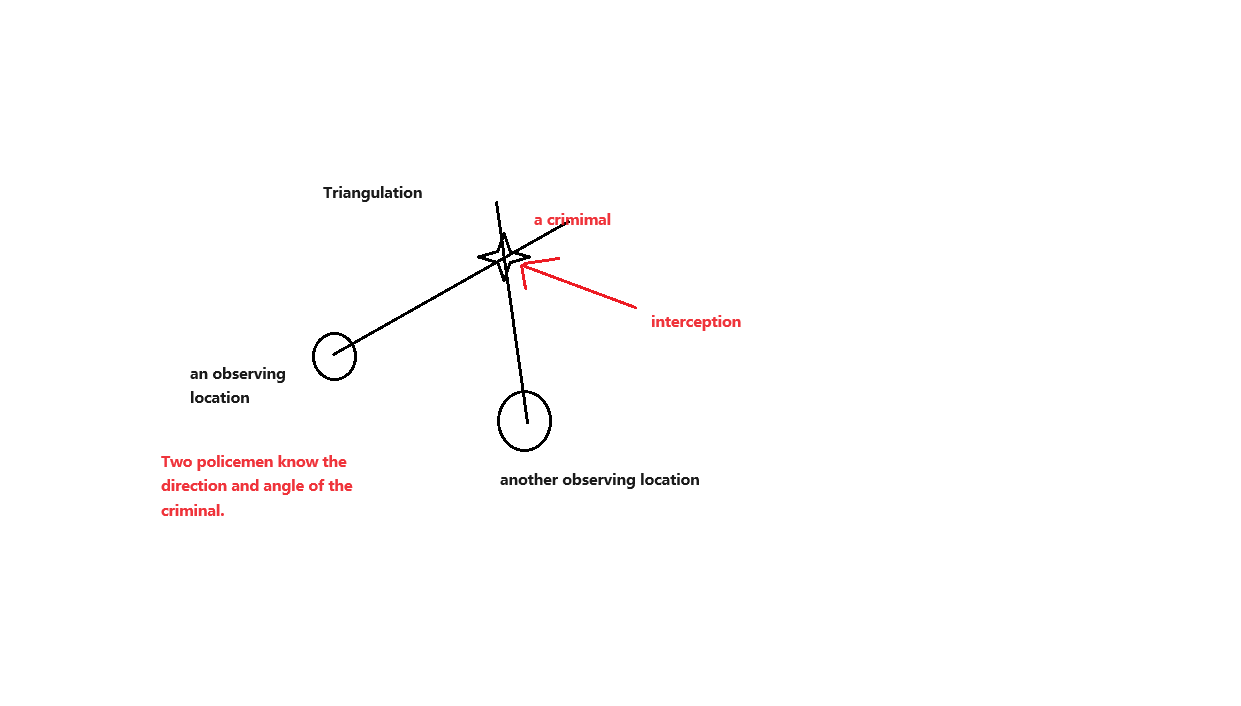 Triangulation
a crimimal
interception
an observing
location
Two policemen know the
direction and angle of the
criminal.
another observing location